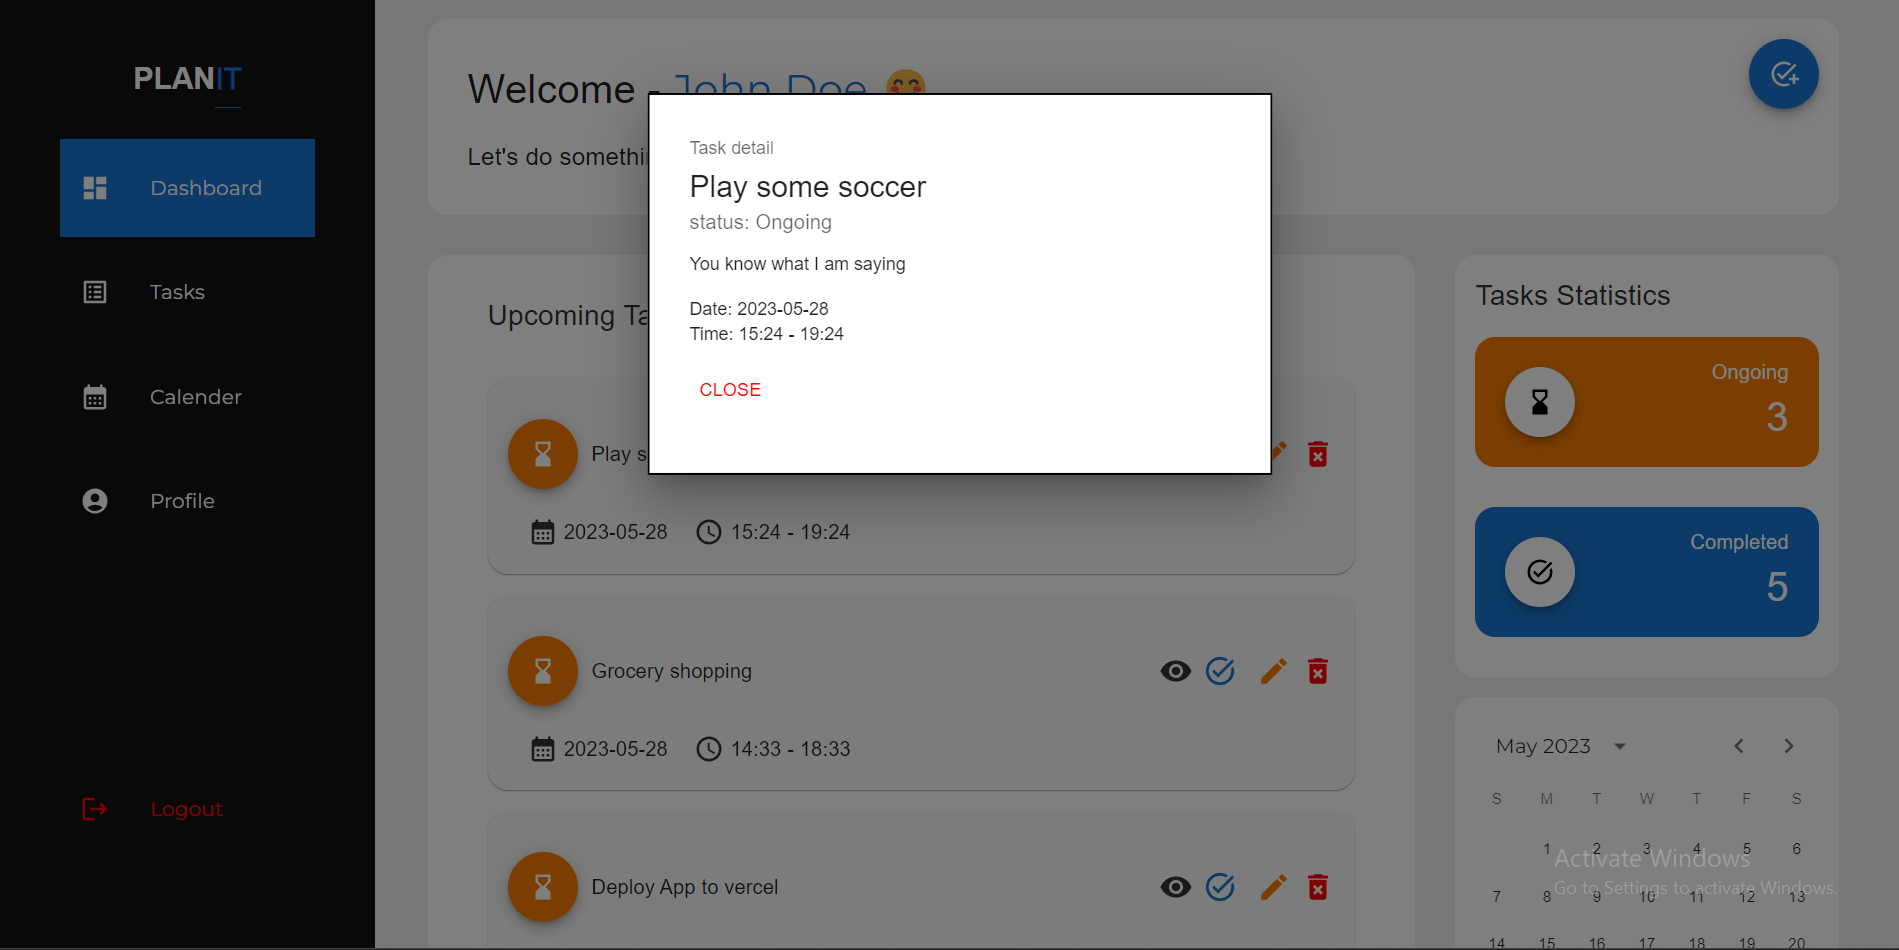 PLANIT
Dashboard
Tasks
Calender
Profile
Logout
Welcome - John Doe
Let's do
Task detail
Play some soccer
status: Ongoing
You know what I am saying
Date: 2023-05-28
Time: 15:24 - 19:24
CLOSE
Upcoming
Play
2023-05-28 15:24 - 19:24
Grocery shopping
2023-05-28 14:33 - 18:33
Deploy App to vercel
Tasks Statistics
Ongoing
3
Completed
5
May 2023
S M T W T F S
1 2 3 4 5 6
7 8 9 10 11 12 13
14 15 16 17 18 19 20
Activate Windows
Go to Settings to activate Windows.